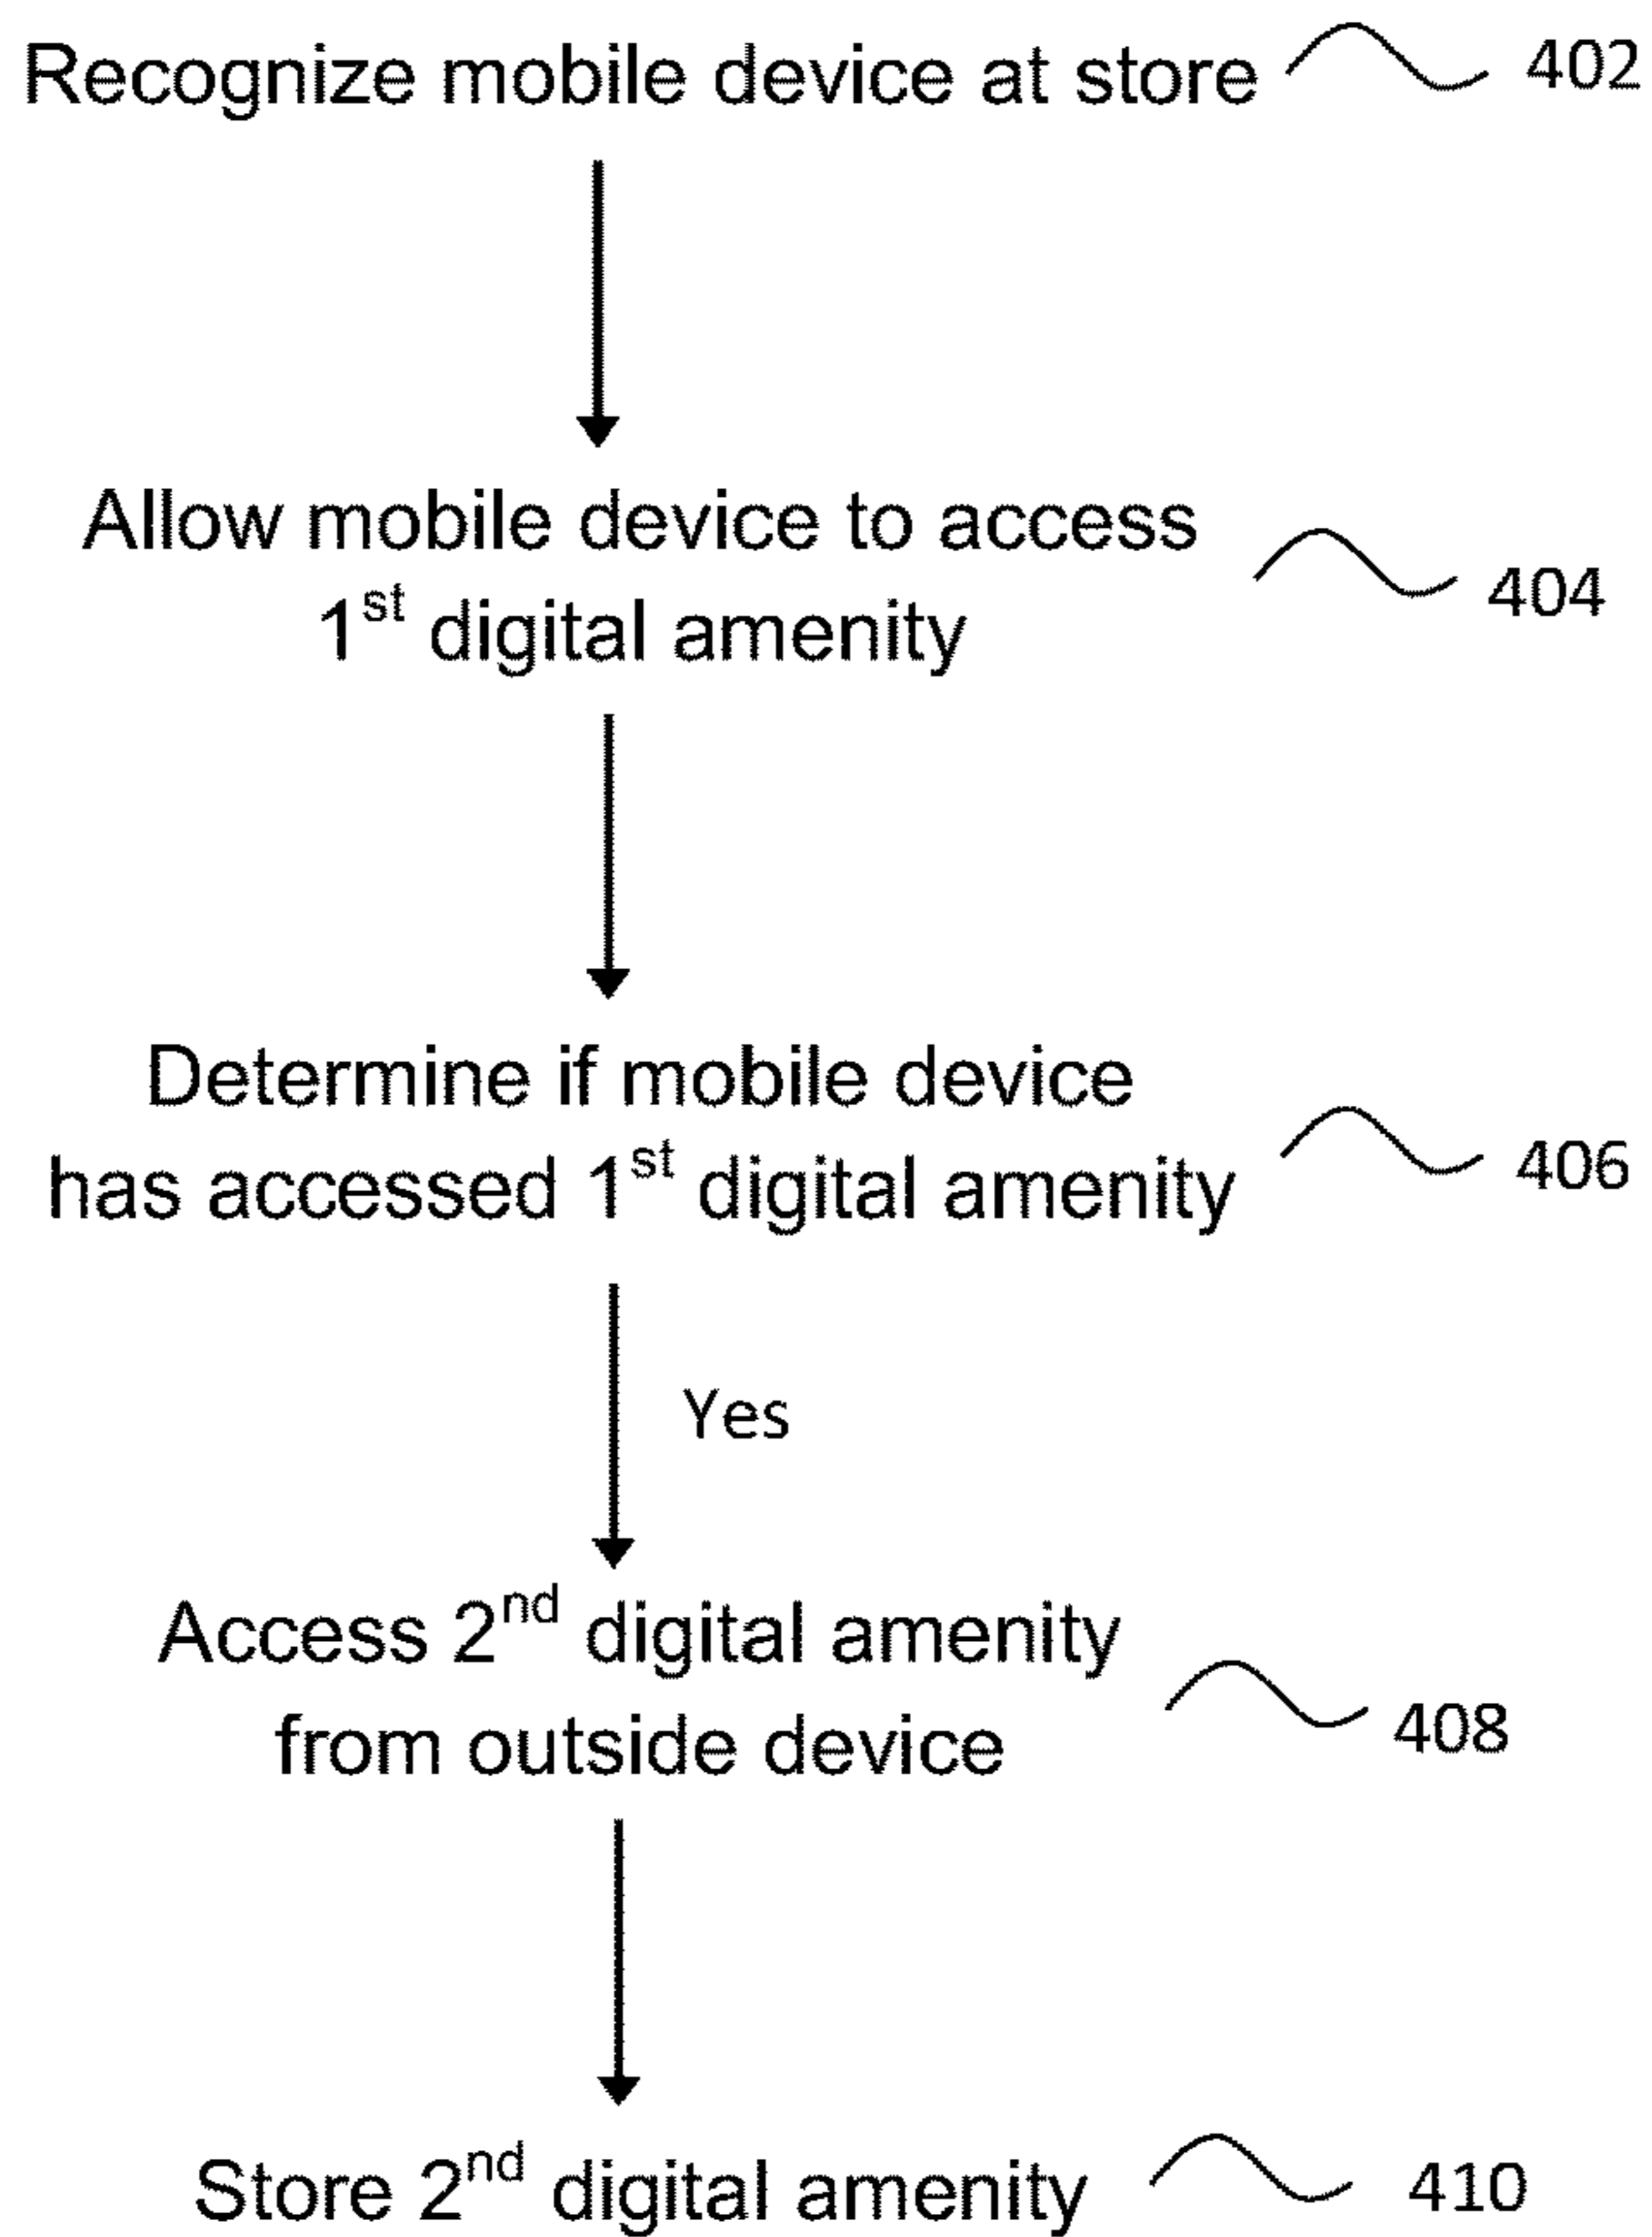 Recognize mobile device at store 402
Allow mobile device to access
1st digital amenity 404
Determine if mobile device
has accessed 1st digital amenity 406
Yes
Access 2nd digital amenity
from outside device 408
Store 2nd digital amenity 410